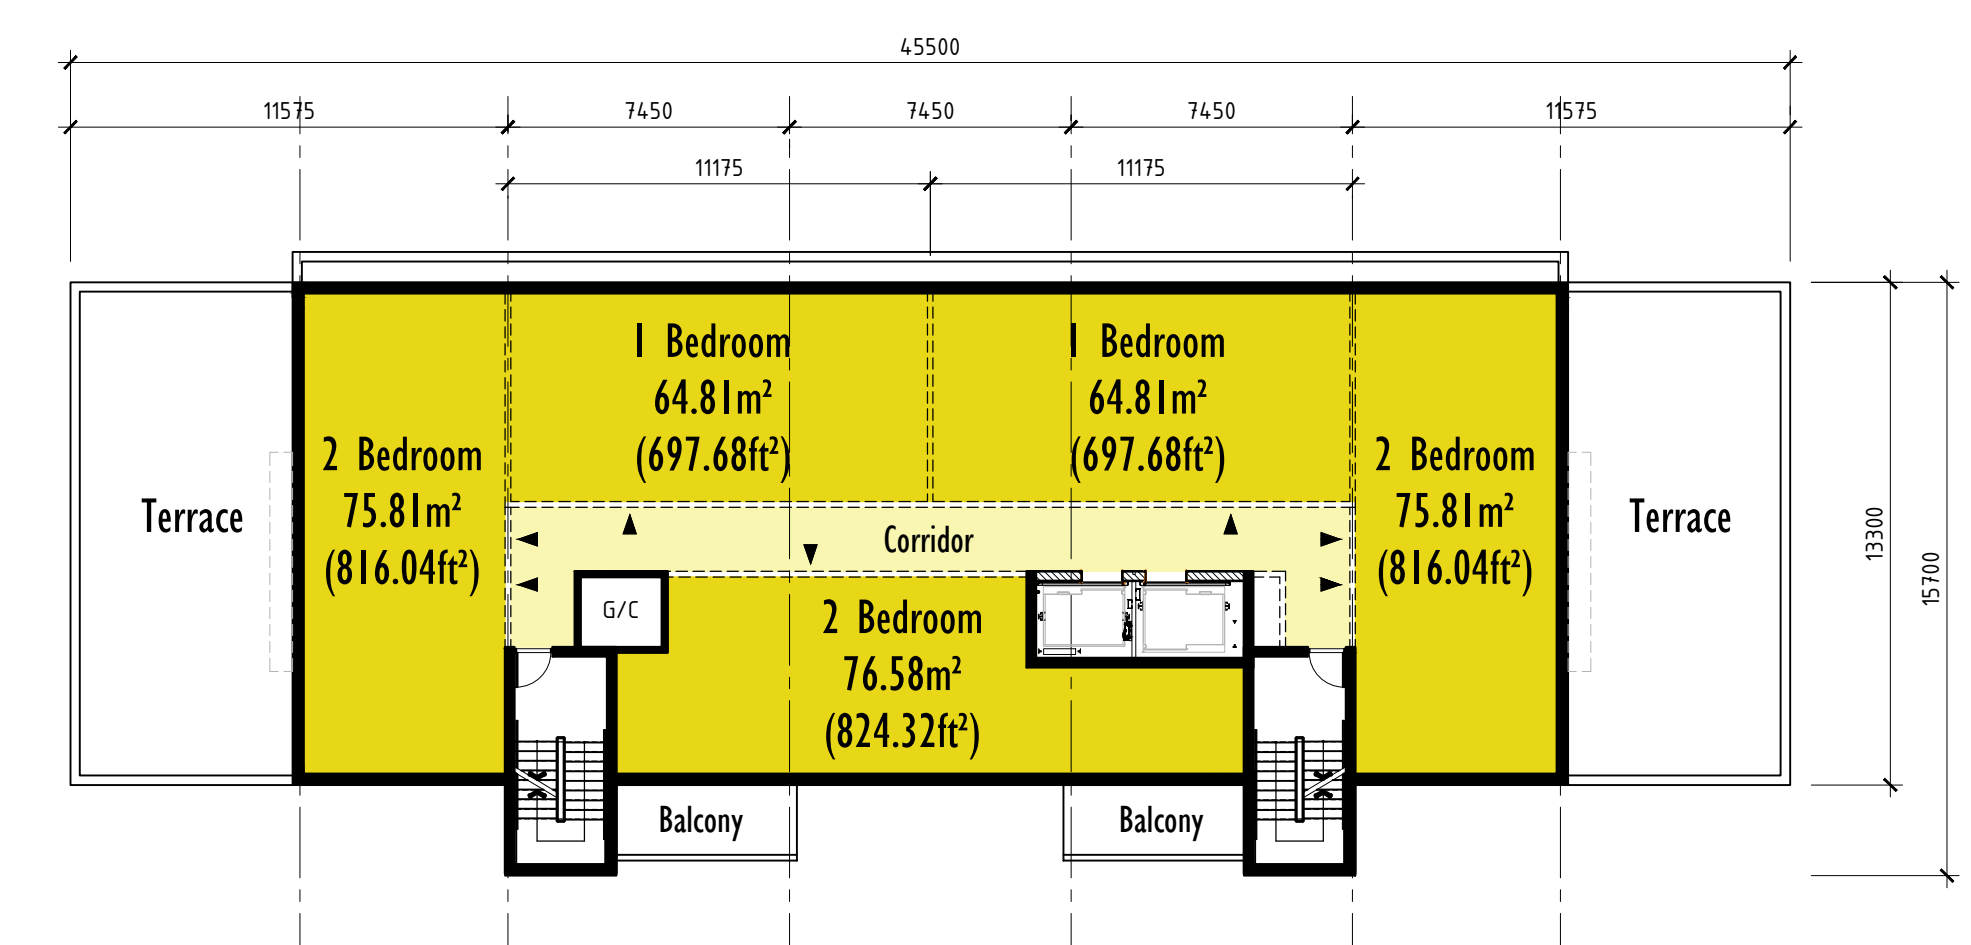 45500
11575
7450
7450
7450
11575
11175
11175
1 Bedroom
64.81m²
(697.68ft²)
1 Bedroom
64.81m²
(697.68ft²)
2 Bedroom
75.81m²
(816.04ft²)
2 Bedroom
75.81m²
(816.04ft²)
Terrace
Terrace
Corridor
G/C
2 Bedroom
76.58m²
(824.32ft²)
Balcony
Balcony
13300
15700